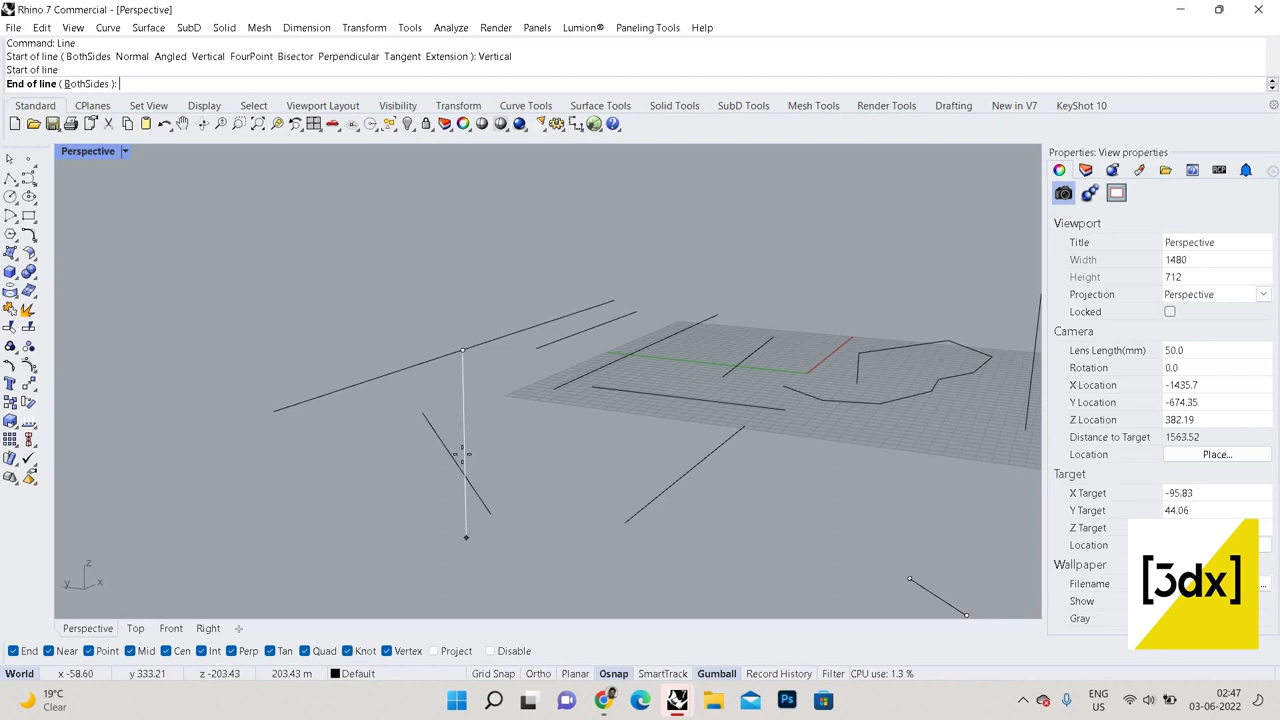 Rhino 7 Commercial - [Perspective]
File Edit View Curve Surface SubD Solid Mesh Dimension Transform Tools Analyze Render Panels Lumion® Paneling Tools Help
Command: Line
Start of line ( BothSides Normal Angled Vertical FourPoint Bisector Perpendicular Tangent Extension ): Vertical
Start of line
End of line ( BothSides ):
Standard CPlanes Set View Display Select Viewport Layout Visibility Transform Curve Tools Surface Tools Solid Tools SubD Tools Mesh Tools Render Tools Drafting New in V7 KeyShot 10
Perspective
Properties: View properties
RCP
Viewport
Title Perspective
Width 1480
Height 712
Projection Perspective
Locked
Camera
Lens Length(mm) 50.0
Rotation 0.0
X Location -1435.7
Y Location -674.35
Z Location 382.19
Distance to Target 1563.52
Location Place...
Target
X Target -95.83
Y Target 44.06
Z Target
Location
Wallpaper
Filename ...
Show
Gray
[3dx]
z
y x
Perspective Top Front Right
End Near Point Mid Cen Int Perp Tan Quad Knot Vertex Project Disable
World x -58.60 y 333.21 z -203.43 203.43 m Default Grid Snap Ortho Planar Osnap SmartTrack Gumball Record History Filter CPU use: 1.3 %
19°C
Clear
Ps
ENG
US
02:47
03-06-2022